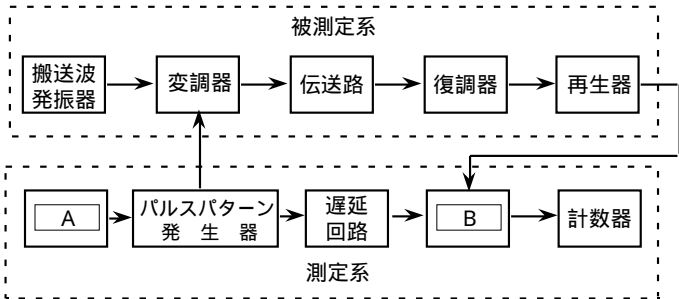 被測定系
搬送波
発振器
変調器
伝送路
復調器
再生器
A
パルスパターン
発 生 器
遅延
回路
B
計数器
測定系